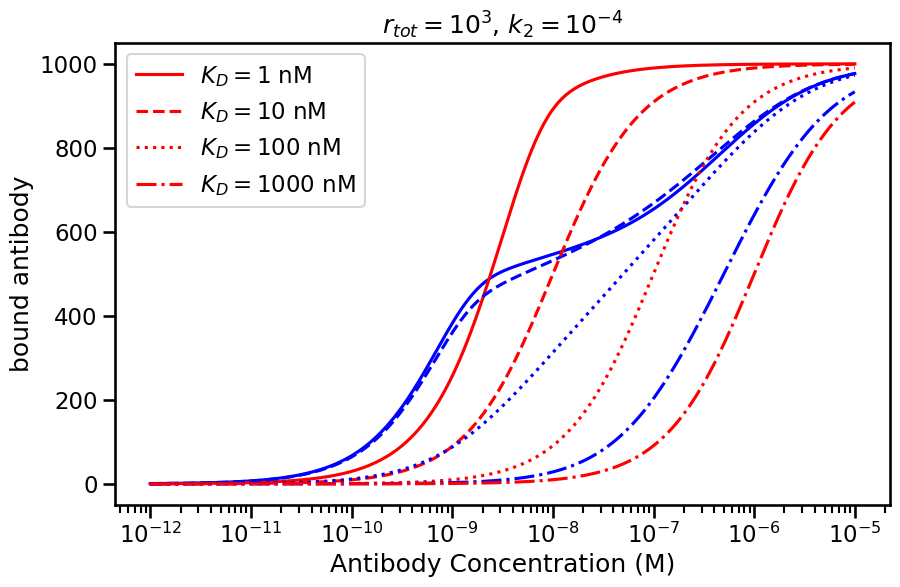 $r_{tot} = 10^3$, $k_2 = 10^{-4}$
$K_D = 1$ nM
$K_D = 10$ nM
$K_D = 100$ nM
$K_D = 1000$ nM
bound antibody
1000
800
600
400
200
0
$10^{-12}$ $10^{-11}$ $10^{-10}$ $10^{-9}$ $10^{-8}$ $10^{-7}$ $10^{-6}$ $10^{-5}$
Antibody Concentration (M)